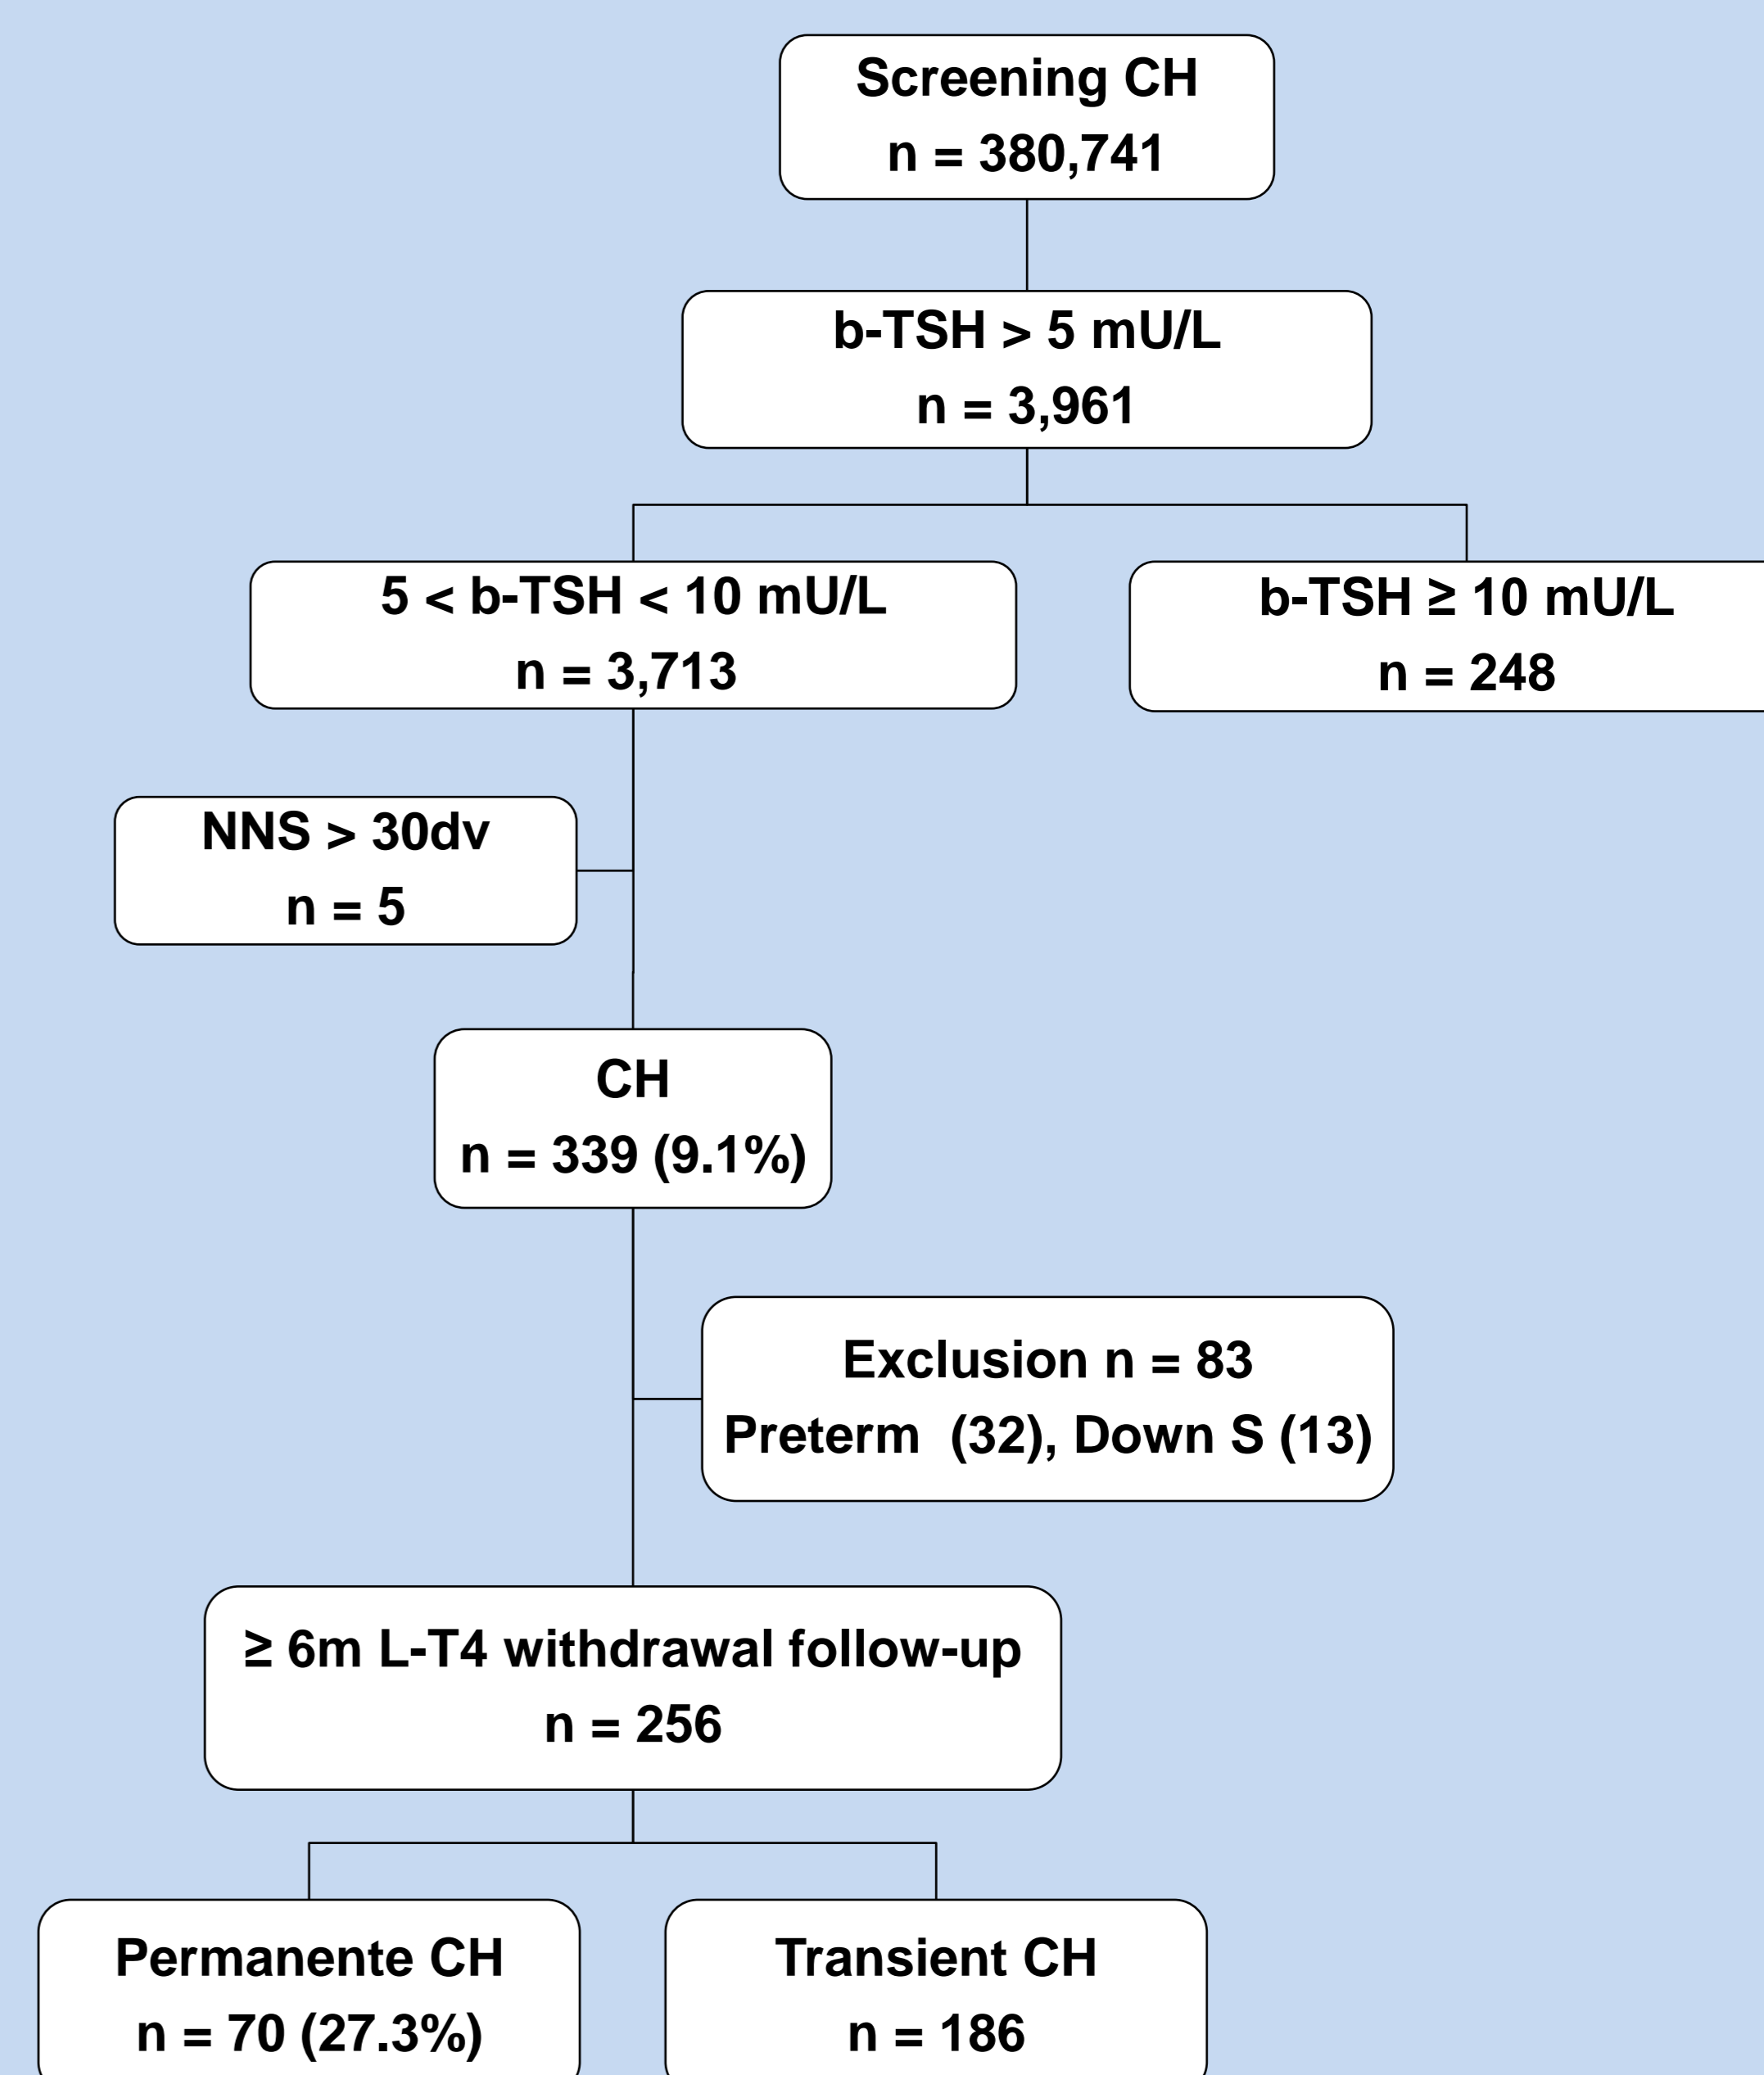 Screening CH
n = 380,741
b-TSH > 5 mU/L
n = 3,961
5 < b-TSH < 10 mU/L
n = 3,713
b-TSH ≥ 10 mU/L
n = 248
NNS > 30dv
n = 5
CH
n = 339 (9.1%)
Exclusion n = 83
Preterm  (32), Down S (13)
≥ 6m L-T4 withdrawal follow-up
n = 256
Permanente CH
n = 70 (27.3%)
Transient CH
n = 186